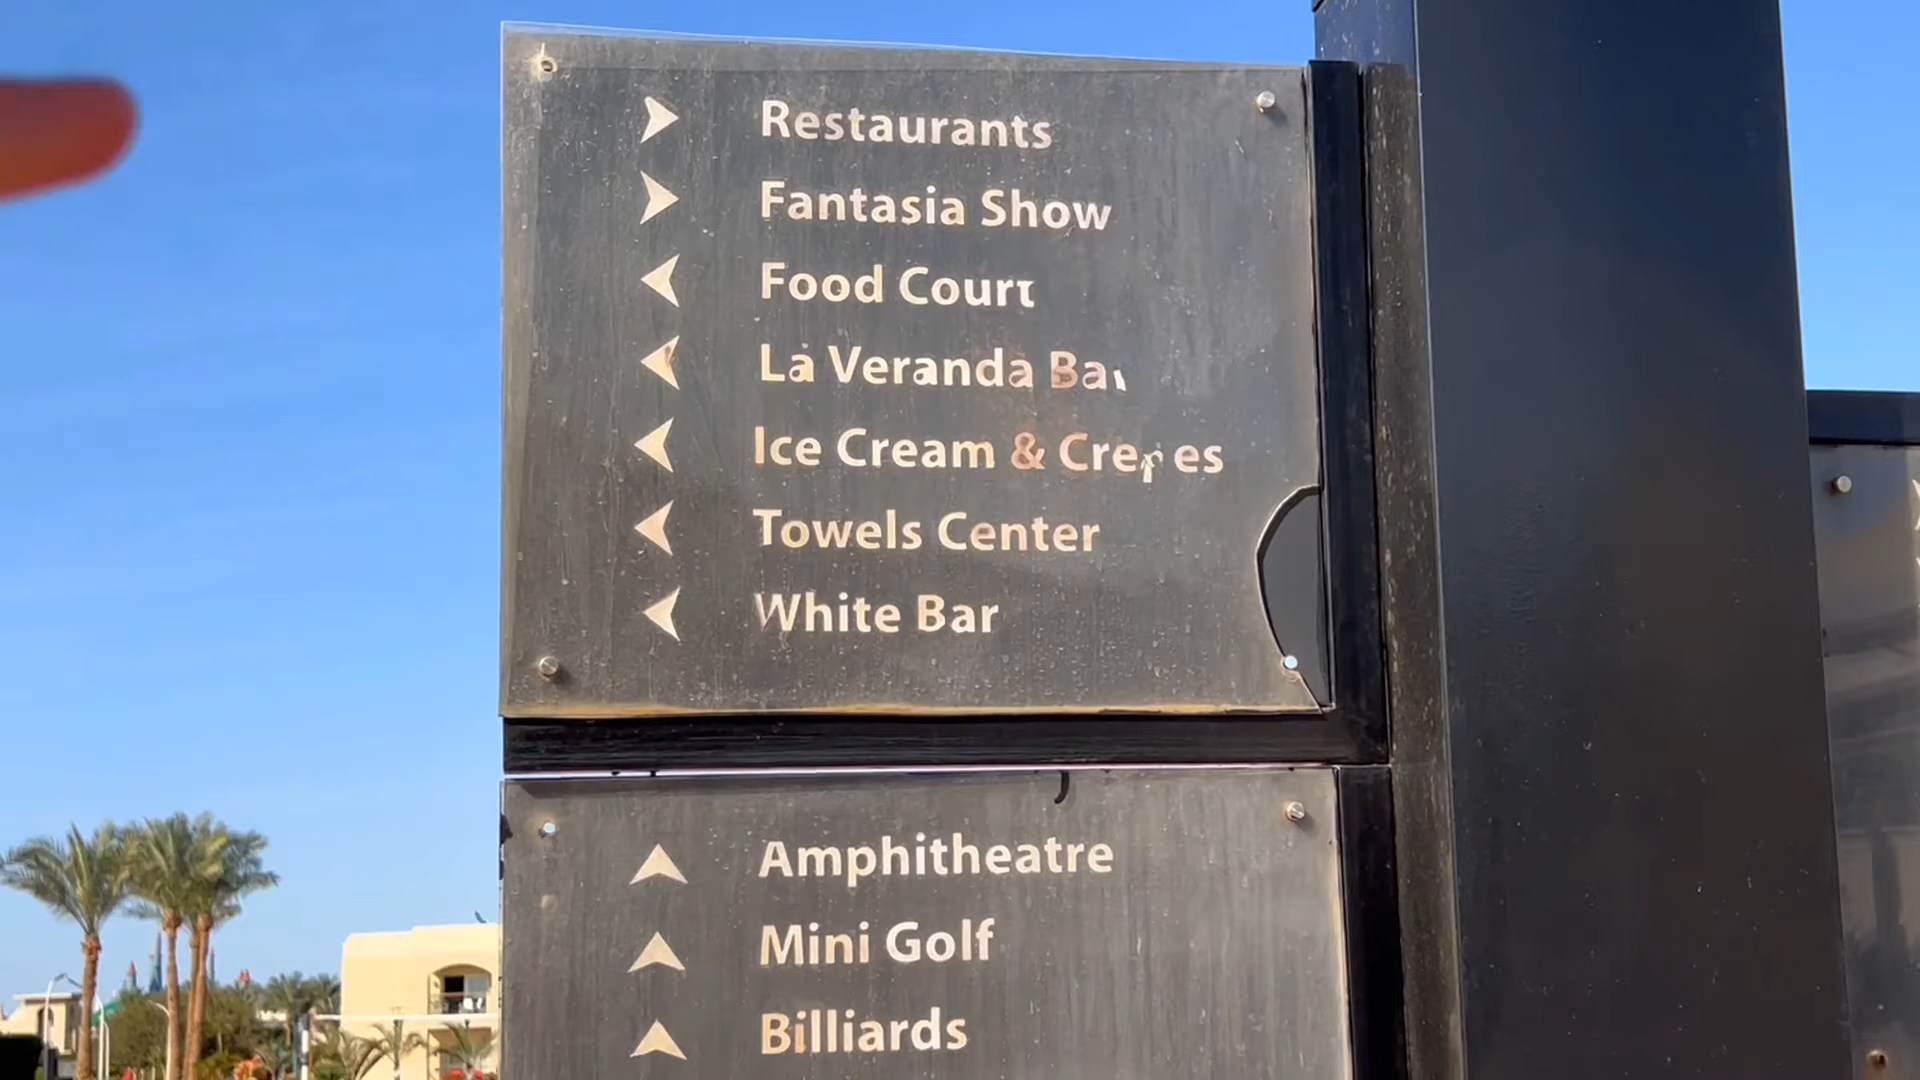 Restaurants
Fantasia Show
Food Court
La Veranda Bar
Ice Cream & Crepes
Towels Center
White Bar
Amphitheatre
Mini Golf
Billiards